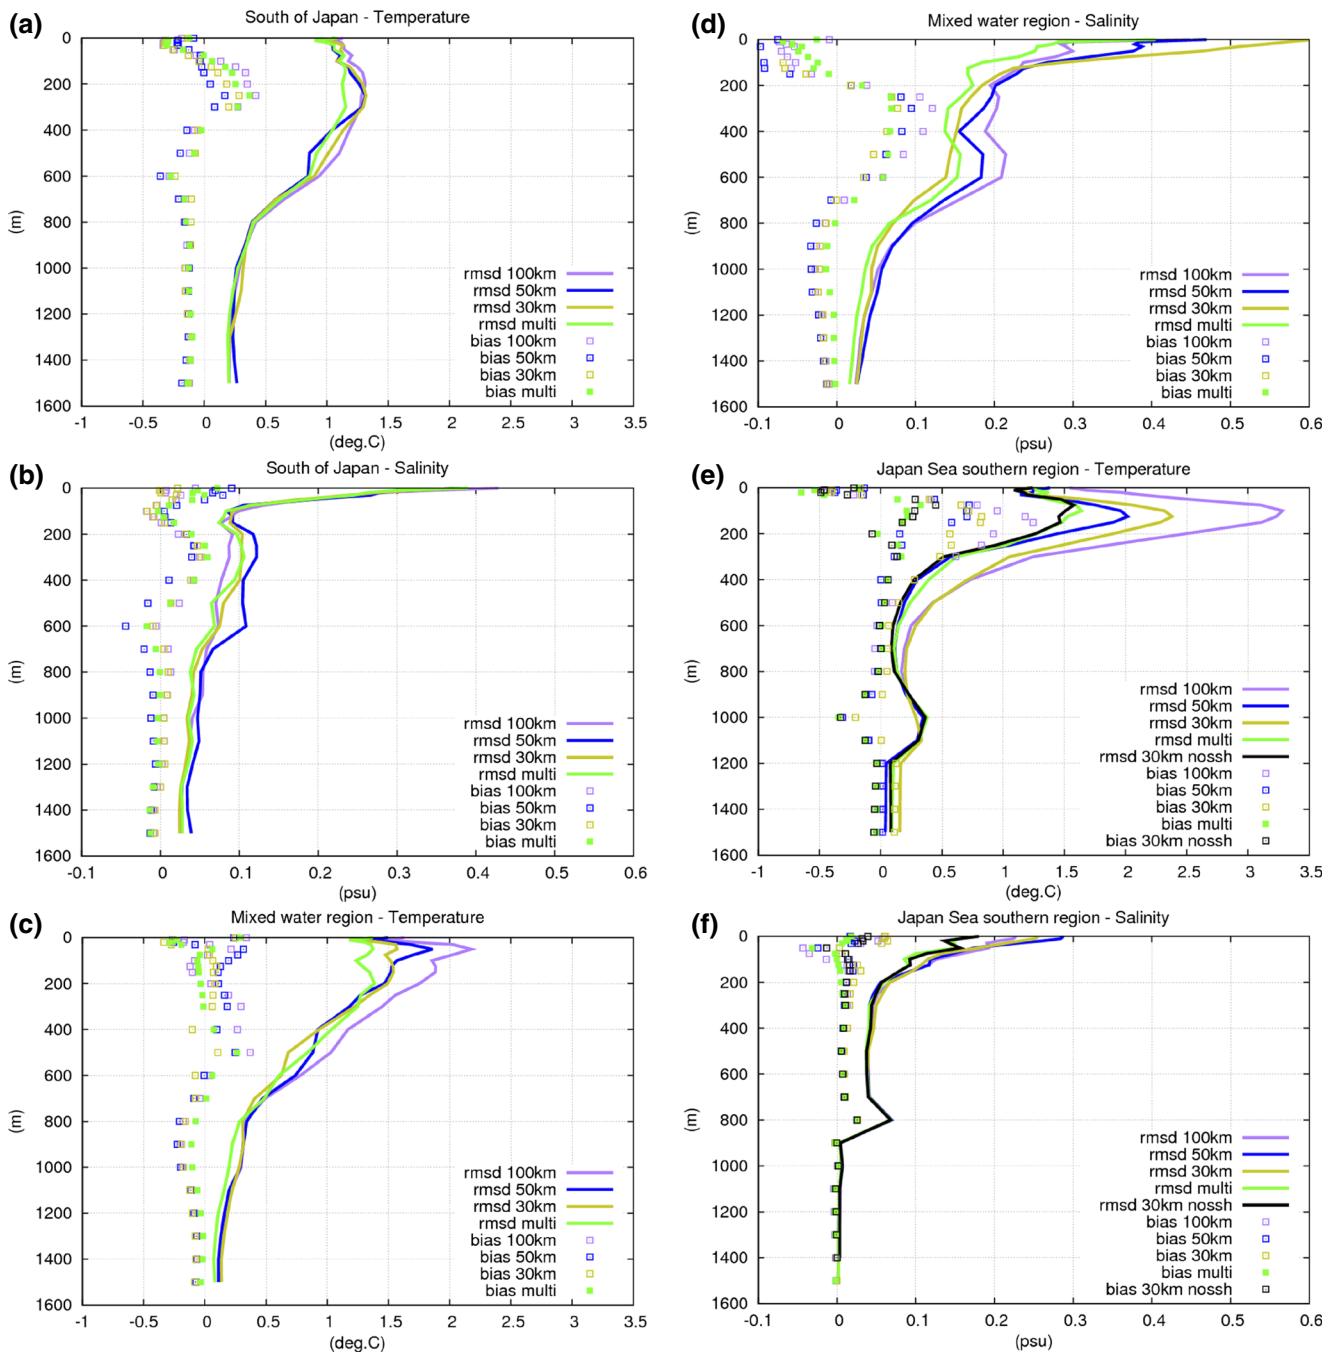 (a)
South of Japan - Temperature
0
200
400
600
800
1000
1200
1400
1600
(m)
rmsd 100km
rmsd 50km
rmsd 30km
rmsd multi
bias 100km
bias 50km
bias 30km
bias multi
-1 -0.5 0 0.5 1 1.5 2 2.5 3 3.5
(deg.C)
(b)
South of Japan - Salinity
0
200
400
600
800
1000
1200
1400
1600
(m)
rmsd 100km
rmsd 50km
rmsd 30km
rmsd multi
bias 100km
bias 50km
bias 30km
bias multi
-0.1 0 0.1 0.2 0.3 0.4 0.5 0.6
(psu)
(c)
Mixed water region - Temperature
0
200
400
600
800
1000
1200
1400
1600
(m)
rmsd 100km
rmsd 50km
rmsd 30km
rmsd multi
bias 100km
bias 50km
bias 30km
bias multi
-1 -0.5 0 0.5 1 1.5 2 2.5 3 3.5
(deg.C)
(d)
Mixed water region - Salinity
0
200
400
600
800
1000
1200
1400
1600
(m)
rmsd 100km
rmsd 50km
rmsd 30km
rmsd multi
bias 100km
bias 50km
bias 30km
bias multi
-0.1 0 0.1 0.2 0.3 0.4 0.5 0.6
(psu)
(e)
Japan Sea southern region - Temperature
0
200
400
600
800
1000
1200
1400
1600
(m)
rmsd 100km
rmsd 50km
rmsd 30km
rmsd multi
rmsd 30km nossh
bias 100km
bias 50km
bias 30km
bias multi
bias 30km nossh
-1 -0.5 0 0.5 1 1.5 2 2.5 3 3.5
(deg.C)
(f)
Japan Sea southern region - Salinity
0
200
400
600
800
1000
1200
1400
1600
(m)
rmsd 100km
rmsd 50km
rmsd 30km
rmsd multi
rmsd 30km nossh
bias 100km
bias 50km
bias 30km
bias multi
bias 30km nossh
-0.1 0 0.1 0.2 0.3 0.4 0.5 0.6
(psu)